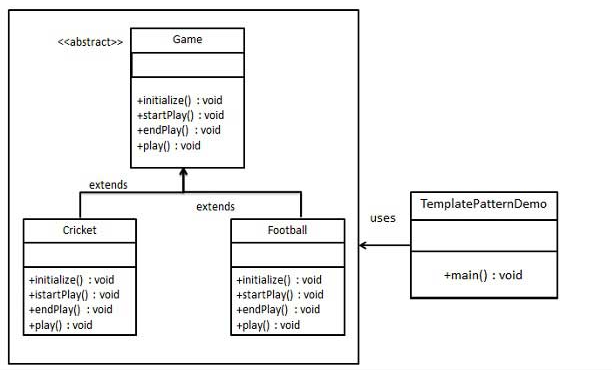 <<abstract>>
Game
+initialize() : void
+startPlay() : void
+endPlay() : void
+play() : void
extends
extends
Cricket
+initialize() : void
+istartPlay() : void
+endPlay() : void
+play() : void
Football
+initialize() : void
+startPlay() : void
+endPlay() : void
+play() : void
uses
TemplatePatternDemo
+main() : void